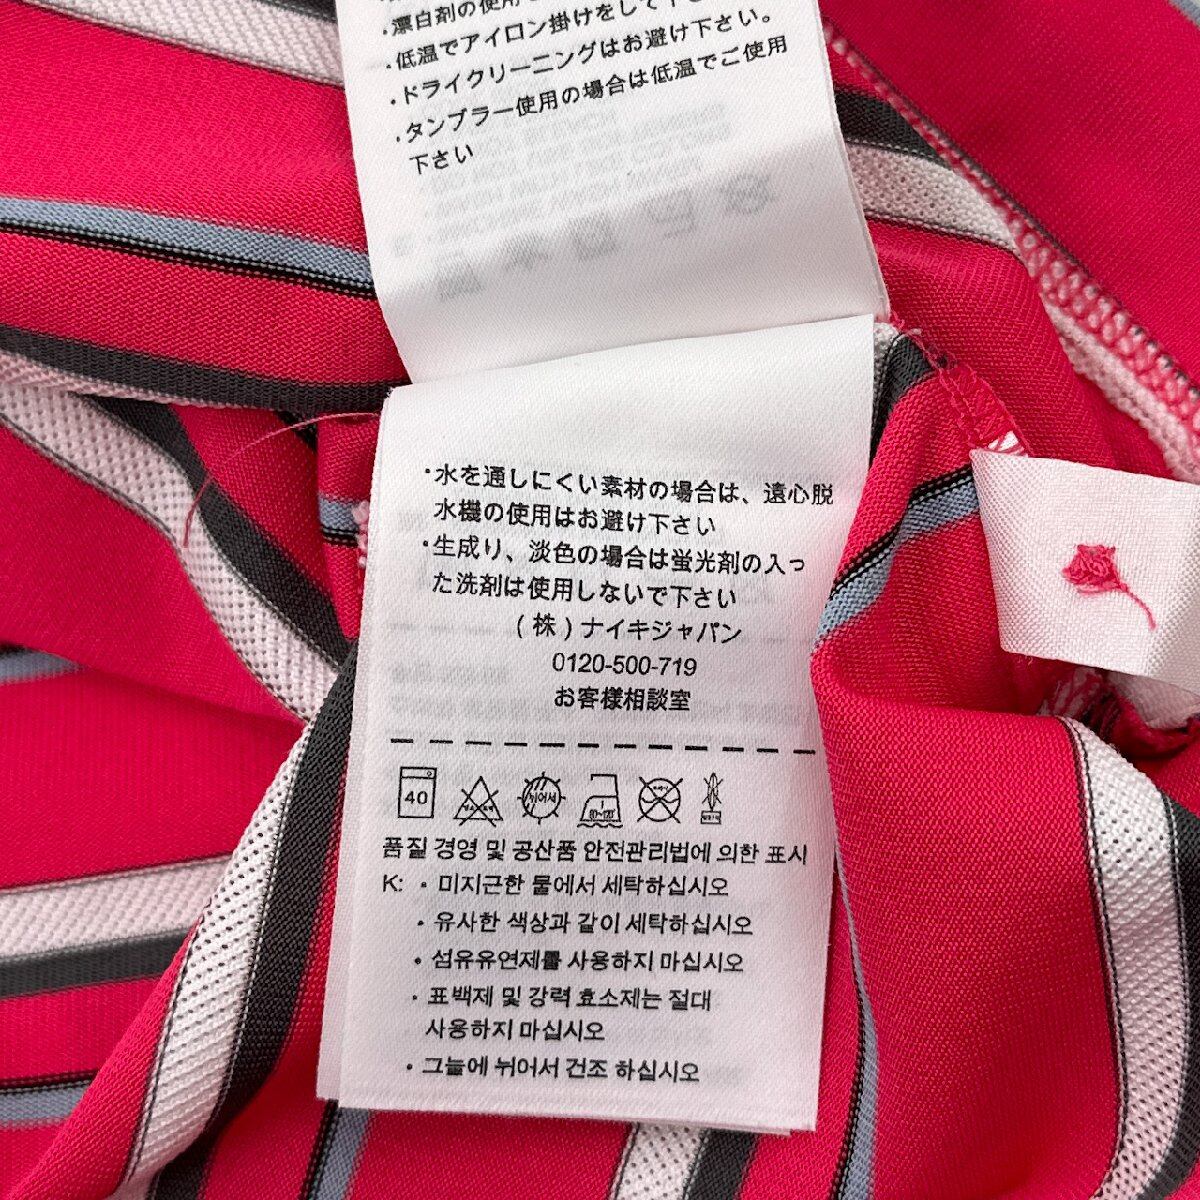 ・漂白剤の使用
・低温でアイロン掛けをして下さい。
・ドライクリーニングはお避け下さい。
・タンブラー使用の場合は低温でご使用
下さい
・水を通しにくい素材の場合は、遠心脱
水機の使用はお避け下さい
・生成り、淡色の場合は蛍光剤の入っ
た洗剤は使用しないで下さい
(株)ナイキジャパン
0120-500-719
お客様相談室
40 뉘어서 1 80~120
품질 경영 및 공산품 안전관리법에 의한 표시
K: ・ 미지근한 물에서 세탁하십시오
・ 유사한 색상과 같이 세탁하십시오
・ 섬유유연제를 사용하지 마십시오
・ 표백제 및 강력 효소제는 절대
사용하지 마십시오
・ 그늘에 뉘어서 건조 하십시오